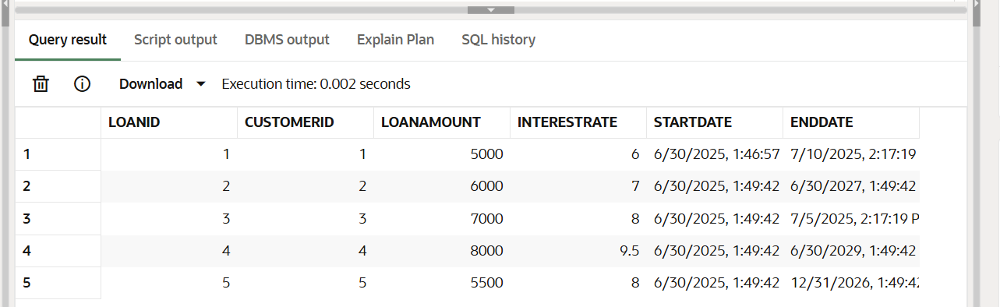 Query result Script output DBMS output Explain Plan SQL history
Download Execution time: 0.002 seconds
LOANID CUSTOMERID LOANAMOUNT INTERESTRATE STARTDATE ENDDATE
1 1 1 5000 6 6/30/2025, 1:46:57 7/10/2025, 2:17:19
2 2 2 6000 7 6/30/2025, 1:49:42 6/30/2027, 1:49:42
3 3 3 7000 8 6/30/2025, 1:49:42 7/5/2025, 2:17:19 P
4 4 4 8000 9.5 6/30/2025, 1:49:42 6/30/2029, 1:49:42
5 5 5 5500 8 6/30/2025, 1:49:42 12/31/2026, 1:49:42